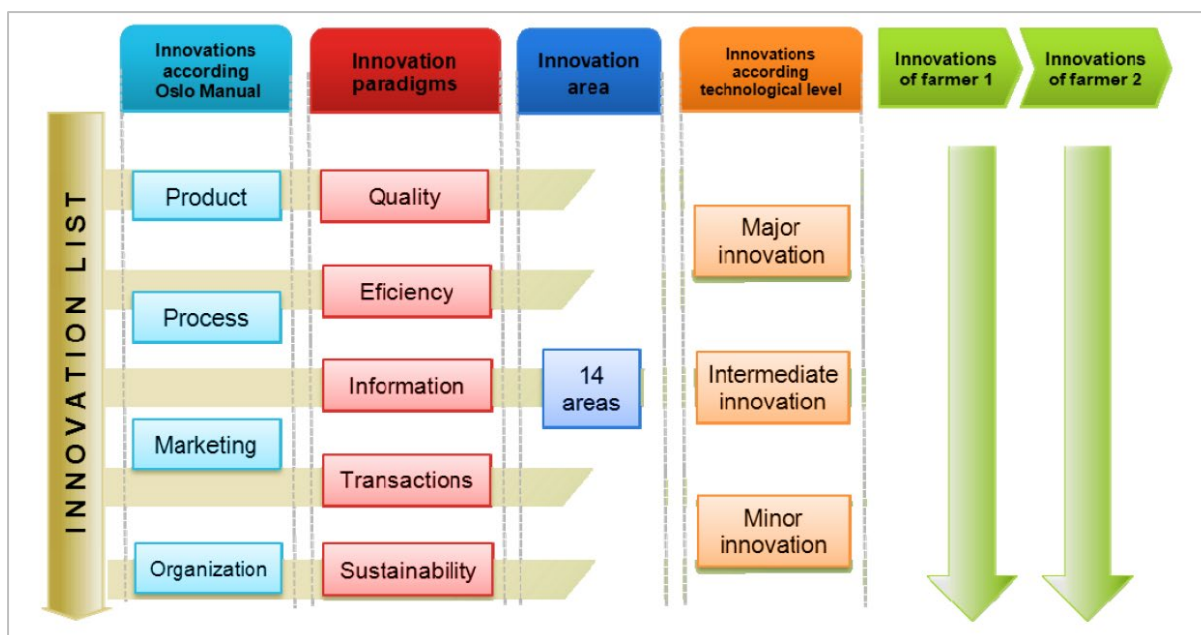 Innovations
according
Oslo Manual
Innovation
paradigms
Innovation
area
Innovations
according
technological level
Innovations
of farmer 1
Innovations
of farmer 2
INNOVATION LIST
Product
Process
Marketing
Organization
Quality
Eficiency
Information
Transactions
Sustainability
14
areas
Major
innovation
Intermediate
innovation
Minor
innovation